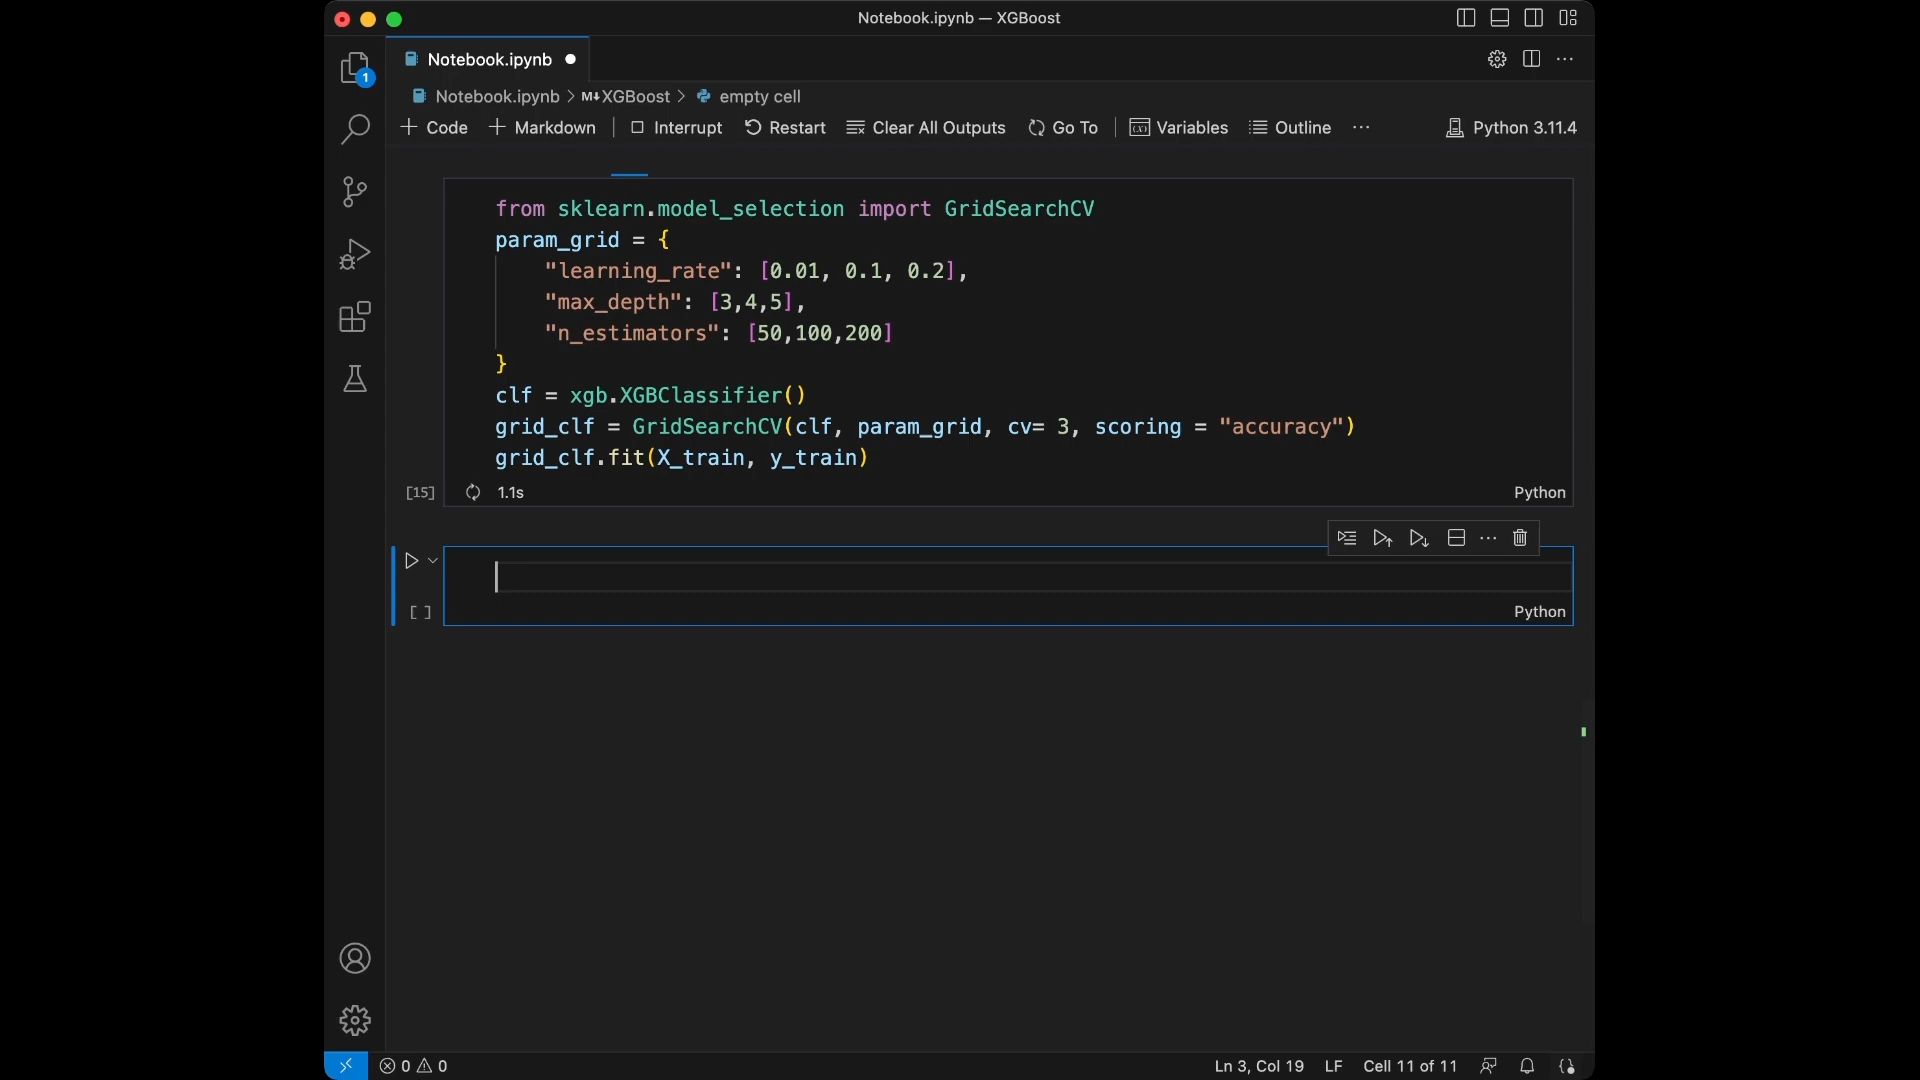 Notebook.ipynb — XGBoost
1
Notebook.ipynb
Notebook.ipynb > M↓XGBoost > empty cell
+ Code + Markdown | Interrupt Restart Clear All Outputs Go To | Variables Outline ··· Python 3.11.4
from sklearn.model_selection import GridSearchCV
param_grid = {
"learning_rate": [0.01, 0.1, 0.2],
"max_depth": [3,4,5],
"n_estimators": [50,100,200]
}
clf = xgb.XGBClassifier()
grid_clf = GridSearchCV(clf, param_grid, cv= 3, scoring = "accuracy")
grid_clf.fit(X_train, y_train)
[15] 1.1s Python
[ ] Python
0 0 Ln 3, Col 19 LF Cell 11 of 11